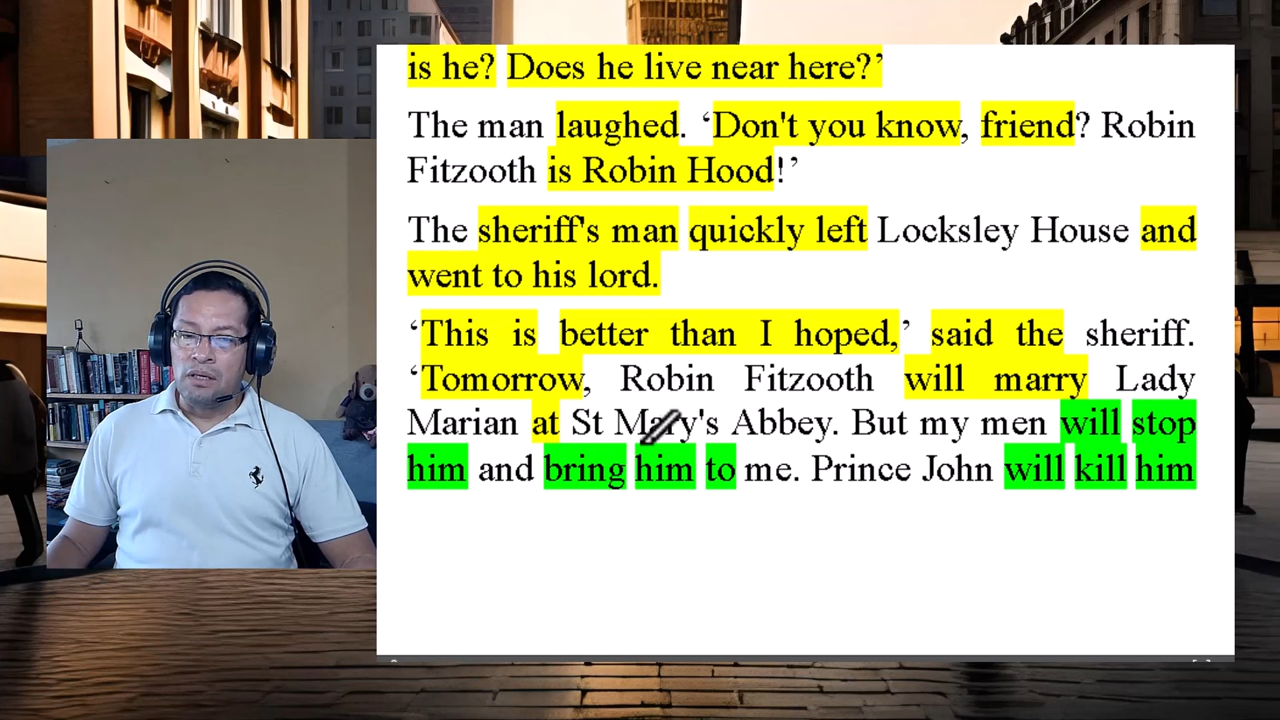 is he? Does he live near here?’
The man laughed. ‘Don't you know, friend? Robin
Fitzooth is Robin Hood!’
The sheriff's man quickly left Locksley House and
went to his lord.
‘This is better than I hoped,’ said the sheriff.
‘Tomorrow, Robin Fitzooth will marry Lady
Marian at St Mary's Abbey. But my men will stop
him and bring him to me. Prince John will kill him